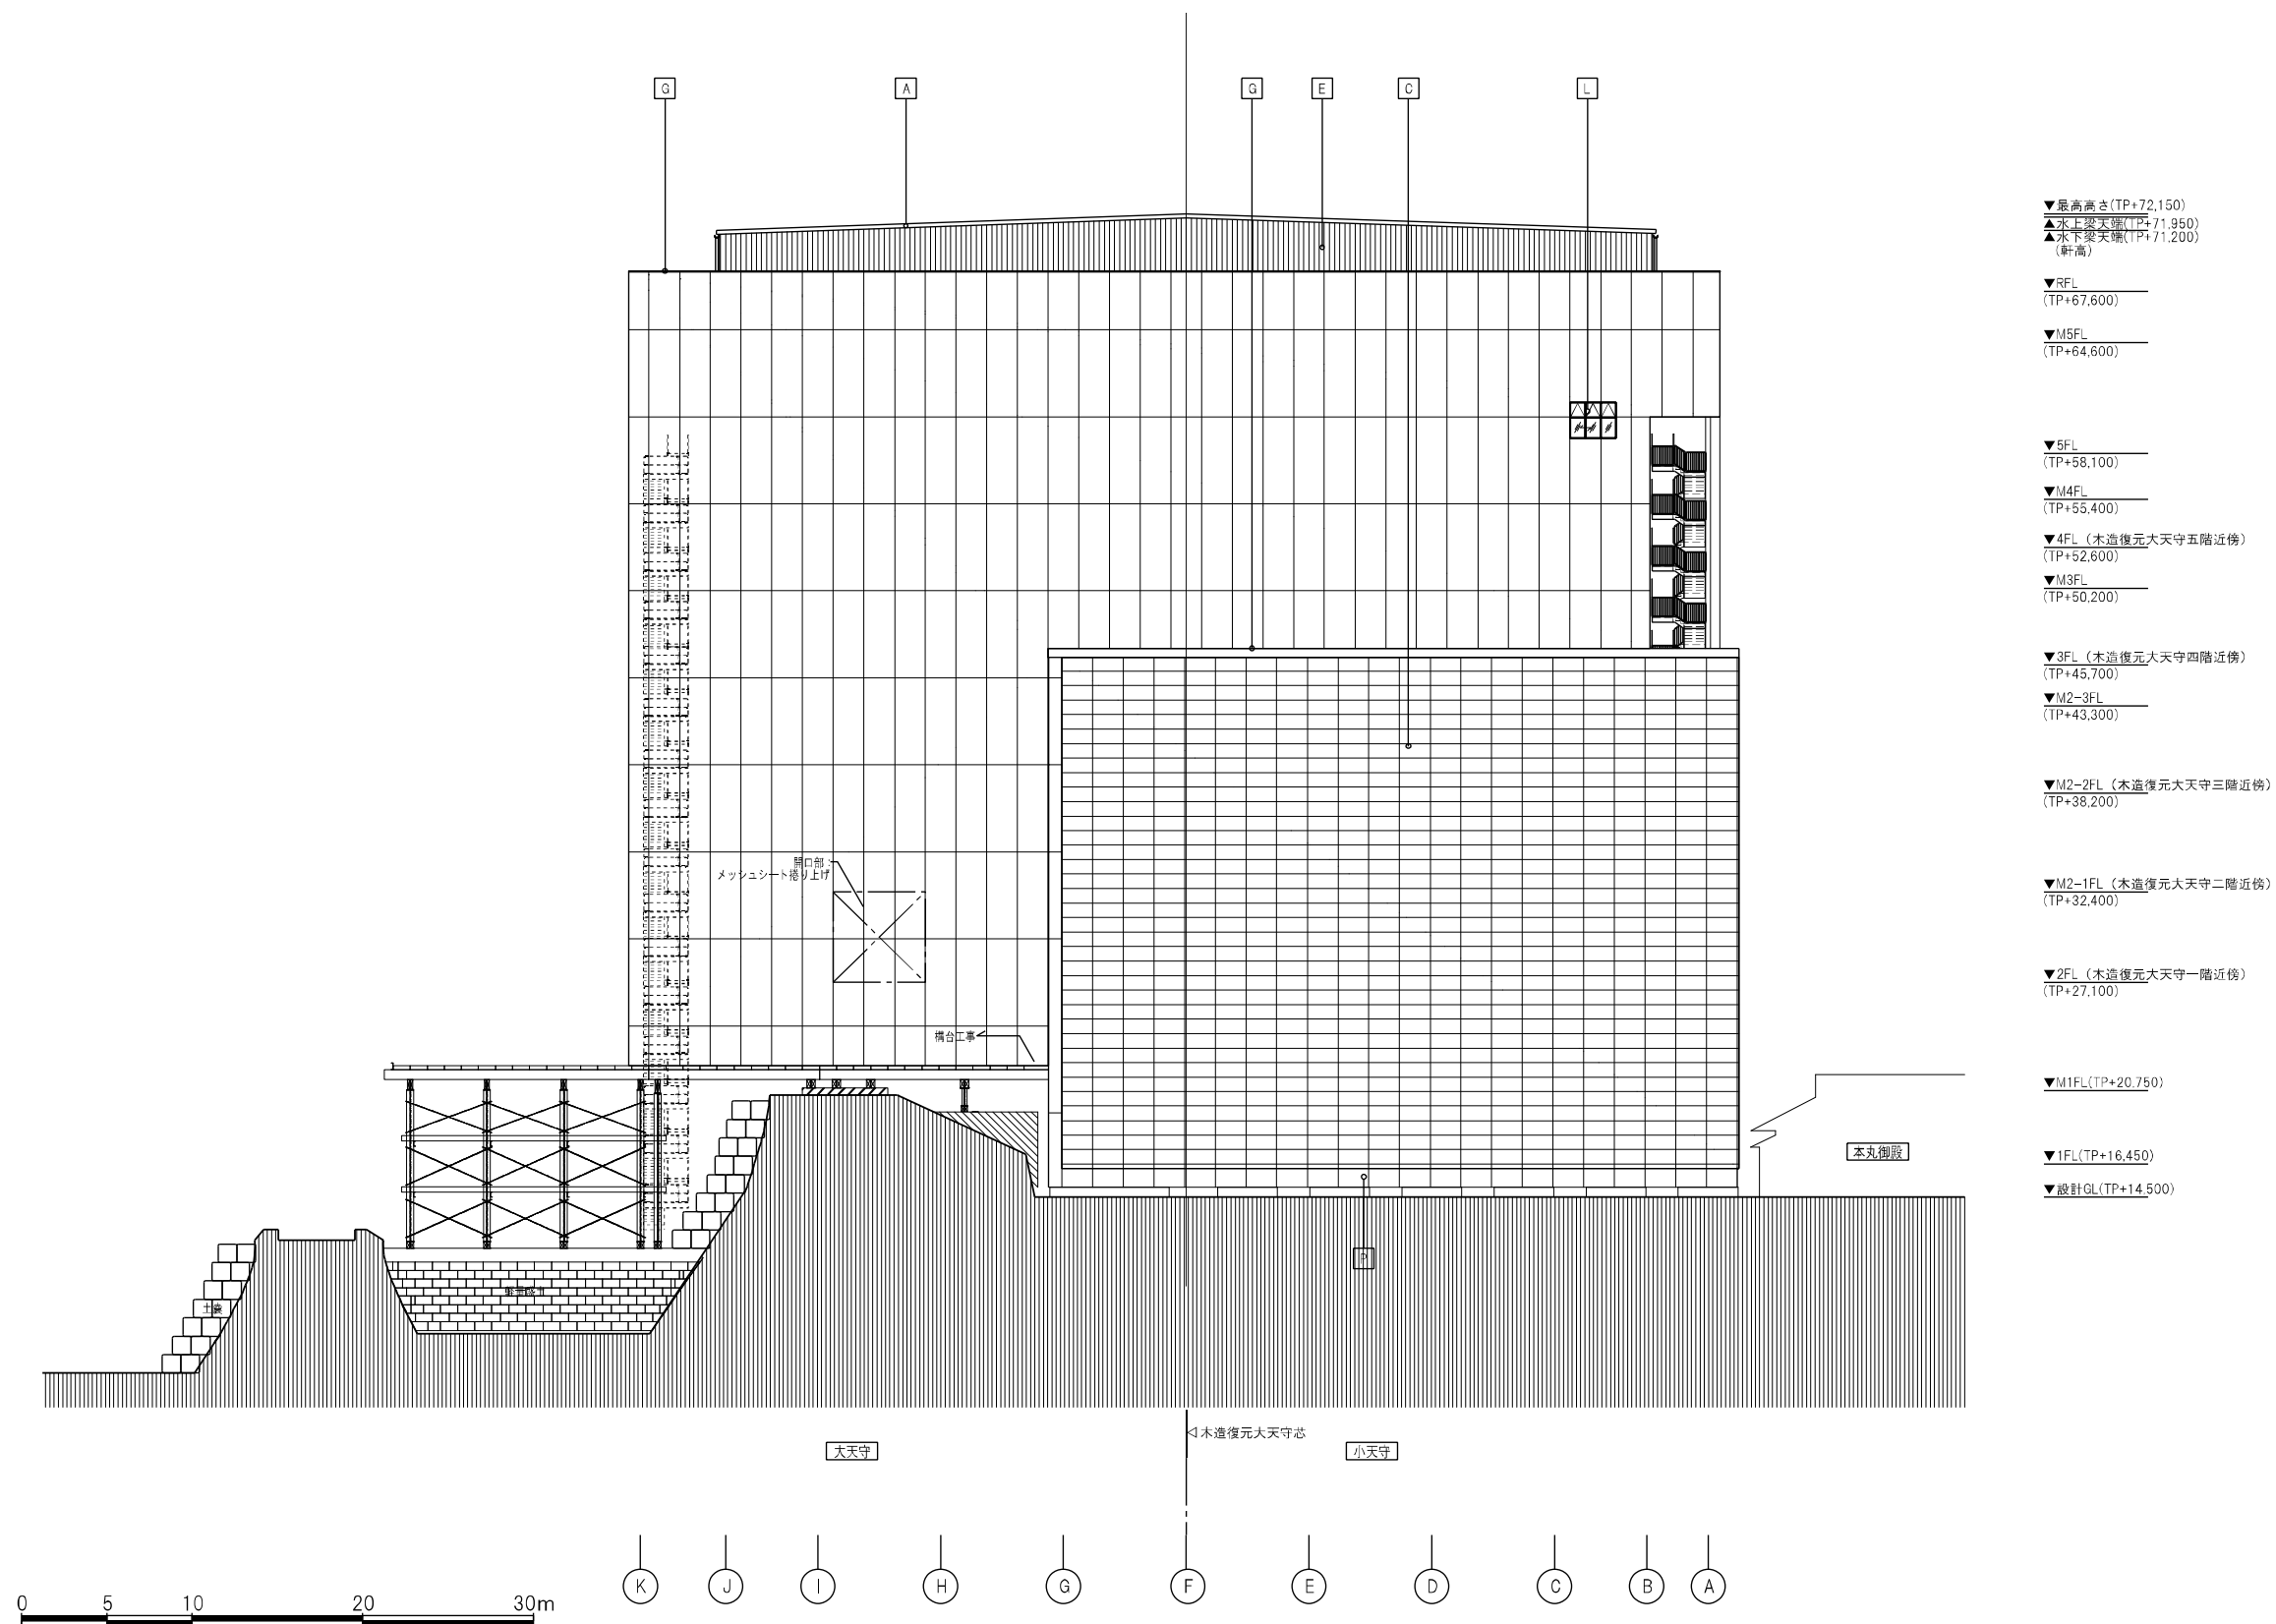 G
A
G
E
C
L
▼最高高さ(TP+72,150)
▲水上梁天端(TP+71,950)
▲水下梁天端(TP+71,200)
(軒高)
▼RFL
(TP+67,600)
▼M5FL
(TP+64,600)
▼5FL
(TP+58,100)
▼M4FL
(TP+55,400)
▼4FL（木造復元大天守五階近傍）
(TP+52,600)
▼M3FL
(TP+50,200)
▼3FL（木造復元大天守四階近傍）
(TP+45,700)
▼M2-3FL
(TP+43,300)
▼M2-2FL（木造復元大天守三階近傍）
(TP+38,200)
▼M2-1FL（木造復元大天守二階近傍）
(TP+32,400)
▼2FL（木造復元大天守一階近傍）
(TP+27,100)
▼M1FL(TP+20,750)
▼1FL(TP+16,450)
▼設計GL(TP+14,500)
開口部：
メッシュシート捲り上げ
構台工事
本丸御殿
P
土嚢
◁木造復元大天守芯
大天守
小天守
K
J
I
H
G
F
E
D
C
B
A
0 5 10 20 30m